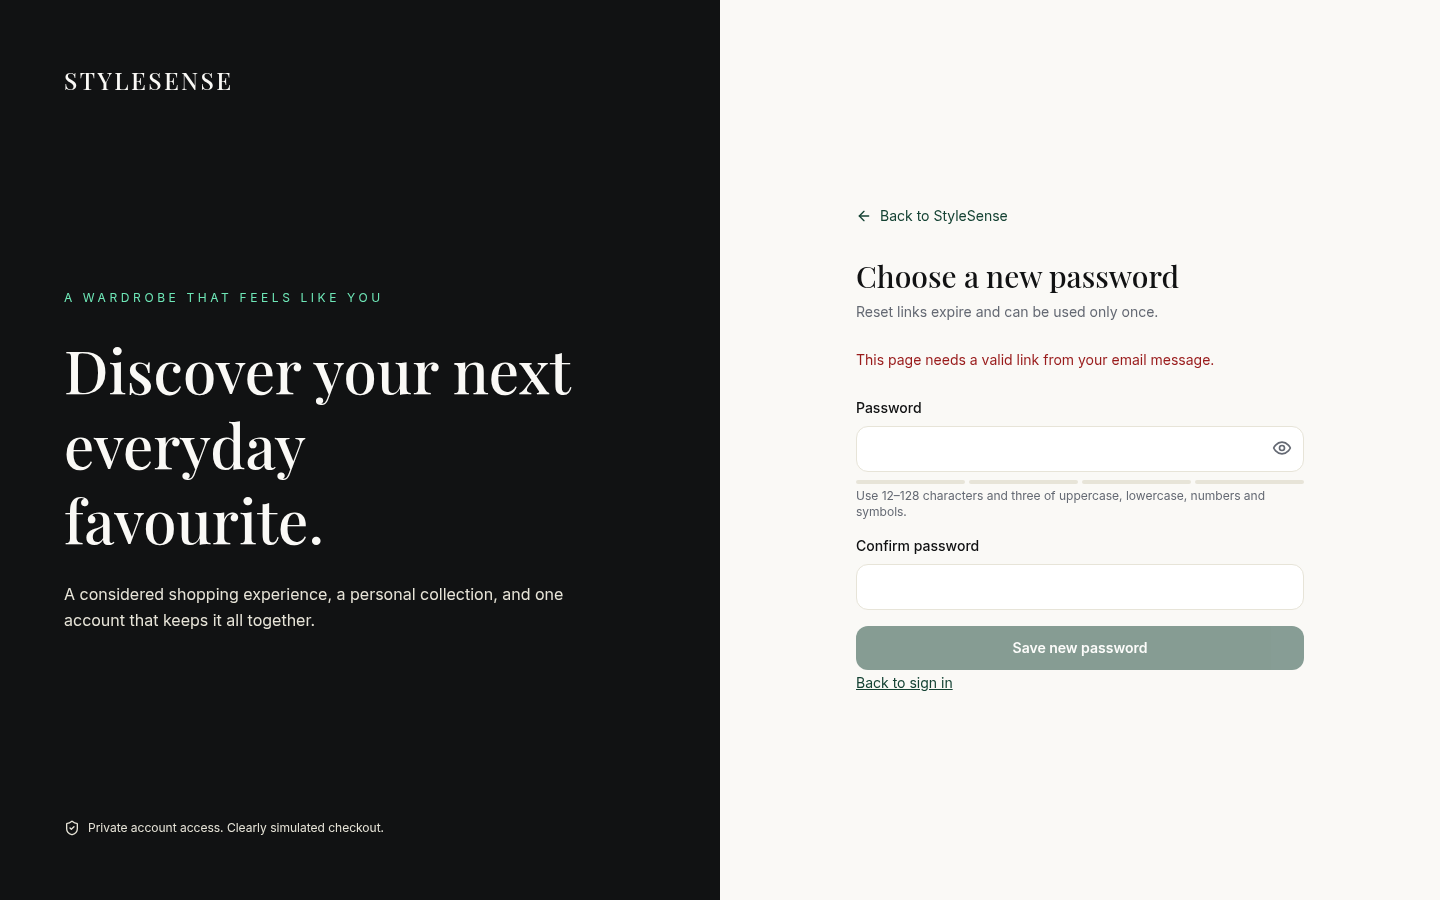 STYLESENSE
A WARDROBE THAT FEELS LIKE YOU
Discover your next
everyday
favourite.
A considered shopping experience, a personal collection, and one
account that keeps it all together.
Private account access. Clearly simulated checkout.
Back to StyleSense
Choose a new password
Reset links expire and can be used only once.
This page needs a valid link from your email message.
Password
Use 12–128 characters and three of uppercase, lowercase, numbers and
symbols.
Confirm password
Save new password
Back to sign in